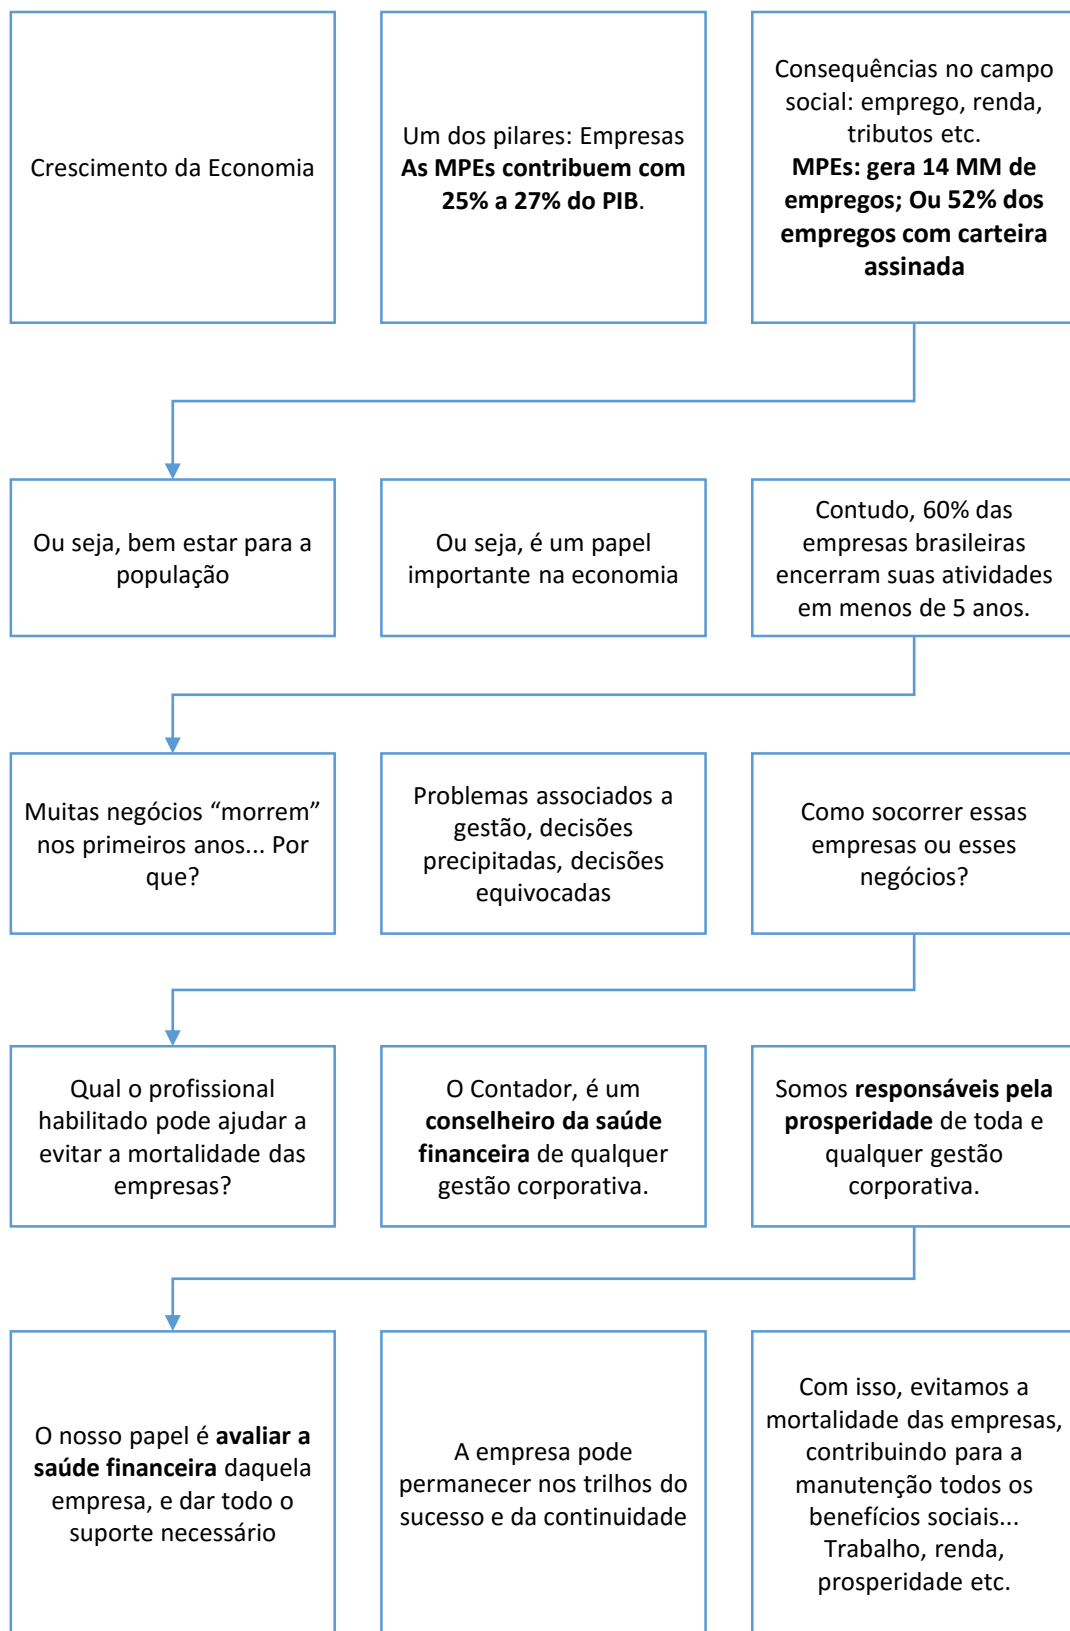 Crescimento da Economia
Um dos pilares: Empresas
As MPEs contribuem com
25% a 27% do PIB.
Consequências no campo
social: emprego, renda,
tributos etc.
MPEs: gera 14 MM de
empregos; Ou 52% dos
empregos com carteira
assinada
Ou seja, bem estar para a
população
Ou seja, é um papel
importante na economia
Contudo, 60% das
empresas brasileiras
encerram suas atividades
em menos de 5 anos.
Muitas negócios “morrem”
nos primeiros anos... Por
que?
Problemas associados a
gestão, decisões
precipitadas, decisões
equivocadas
Como socorrer essas
empresas ou esses
negócios?
Qual o profissional
habilitado pode ajudar a
evitar a mortalidade das
empresas?
O Contador, é um
conselheiro da saúde
financeira de qualquer
gestão corporativa.
Somos responsáveis pela
prosperidade de toda e
qualquer gestão
corporativa.
O nosso papel é avaliar a
saúde financeira daquela
empresa, e dar todo o
suporte necessário
A empresa pode
permanecer nos trilhos do
sucesso e da continuidade
Com isso, evitamos a
mortalidade das empresas,
contribuindo para a
manutenção todos os
benefícios sociais...
Trabalho, renda,
prosperidade etc.